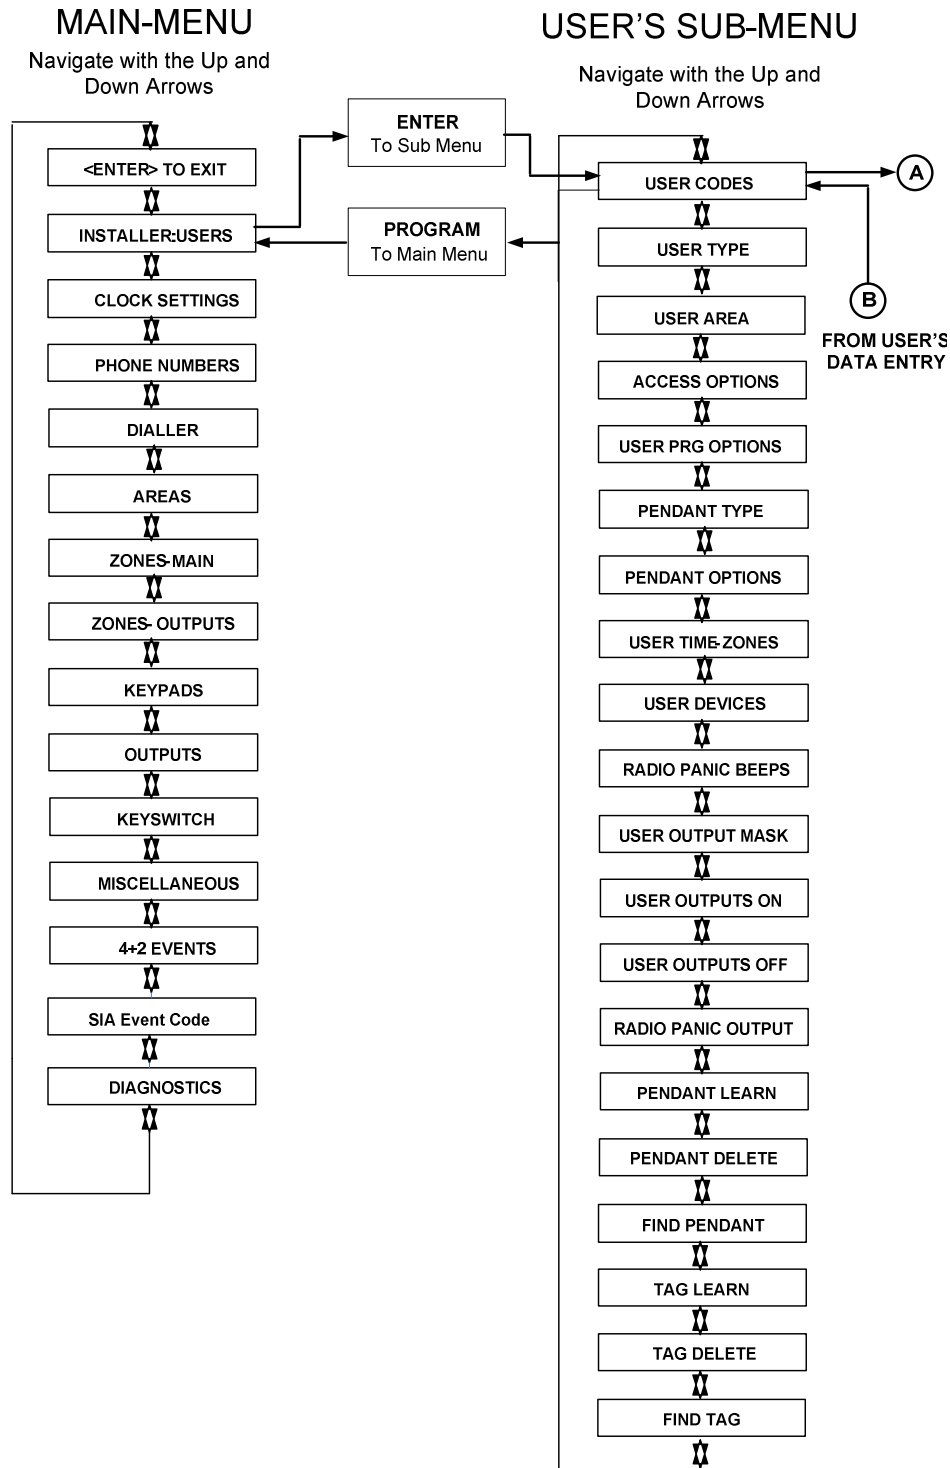 MAIN-MENU
Navigate with the Up and
Down Arrows
<ENTER> TO EXIT
INSTALLER:USERS
CLOCK SETTINGS
PHONE NUMBERS
DIALLER
AREAS
ZONES-MAIN
ZONES- OUTPUTS
KEYPADS
OUTPUTS
KEYSWITCH
MISCELLANEOUS
4+2 EVENTS
SIA Event Code
DIAGNOSTICS
ENTER
To Sub Menu
PROGRAM
To Main Menu
USER'S SUB-MENU
Navigate with the Up and
Down Arrows
USER CODES
USER TYPE
USER AREA
ACCESS OPTIONS
USER PRG OPTIONS
PENDANT TYPE
PENDANT OPTIONS
USER TIME-ZONES
USER DEVICES
RADIO PANIC BEEPS
USER OUTPUT MASK
USER OUTPUTS ON
USER OUTPUTS OFF
RADIO PANIC OUTPUT
PENDANT LEARN
PENDANT DELETE
FIND PENDANT
TAG LEARN
TAG DELETE
FIND TAG
A
B
FROM USER'S
DATA ENTRY